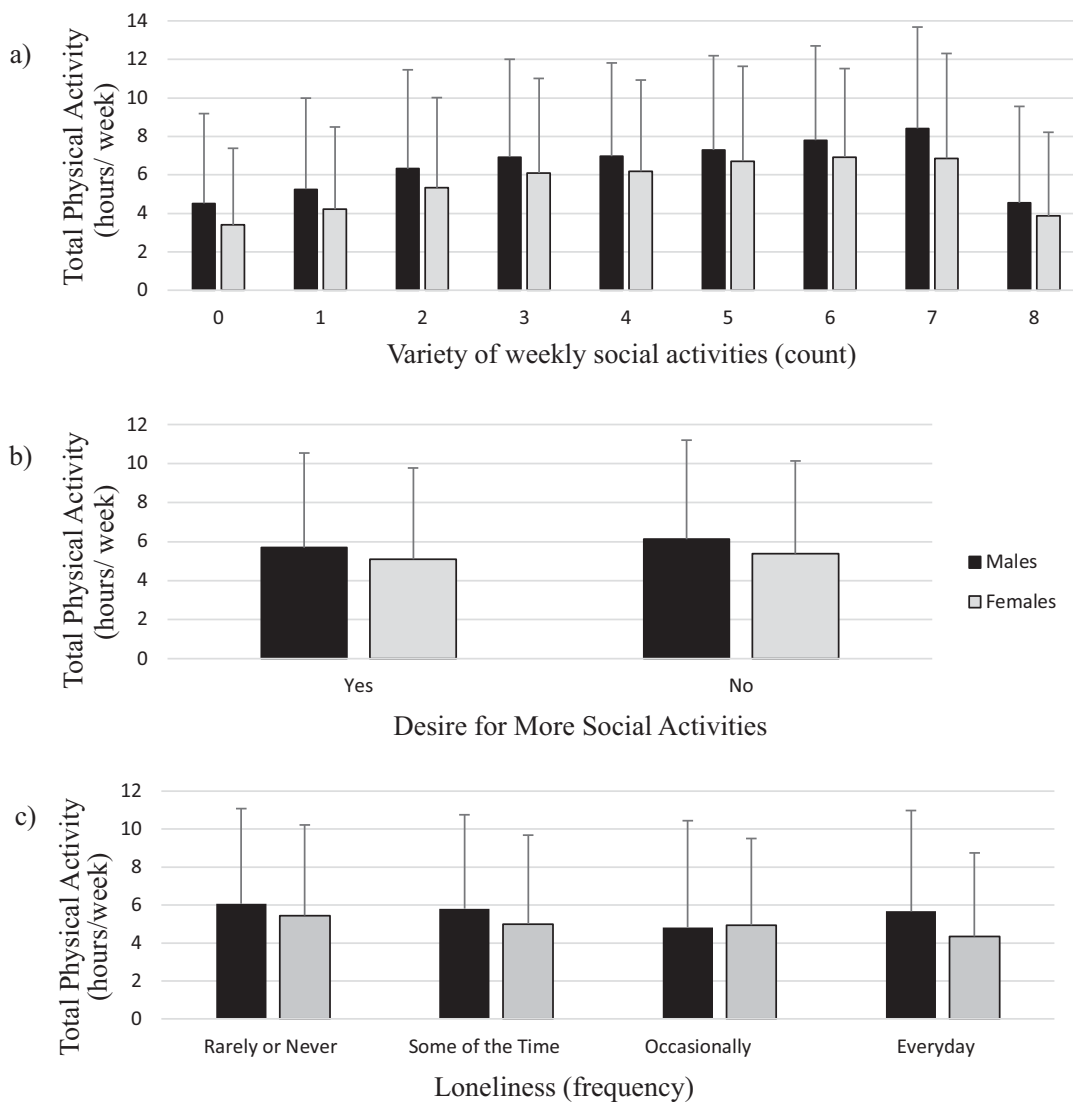 a)
Total Physical Activity
(hours/ week)
14
12
10
8
6
4
2
0
0 1 2 3 4 5 6 7 8
Variety of weekly social activities (count)
b)
Total Physical Activity
(hours/ week)
12
10
8
6
4
2
0
Yes No
Desire for More Social Activities
Males
Females
c)
Total Physical Activity
(hours/week)
12
10
8
6
4
2
0
Rarely or Never Some of the Time Occasionally Everyday
Loneliness (frequency)